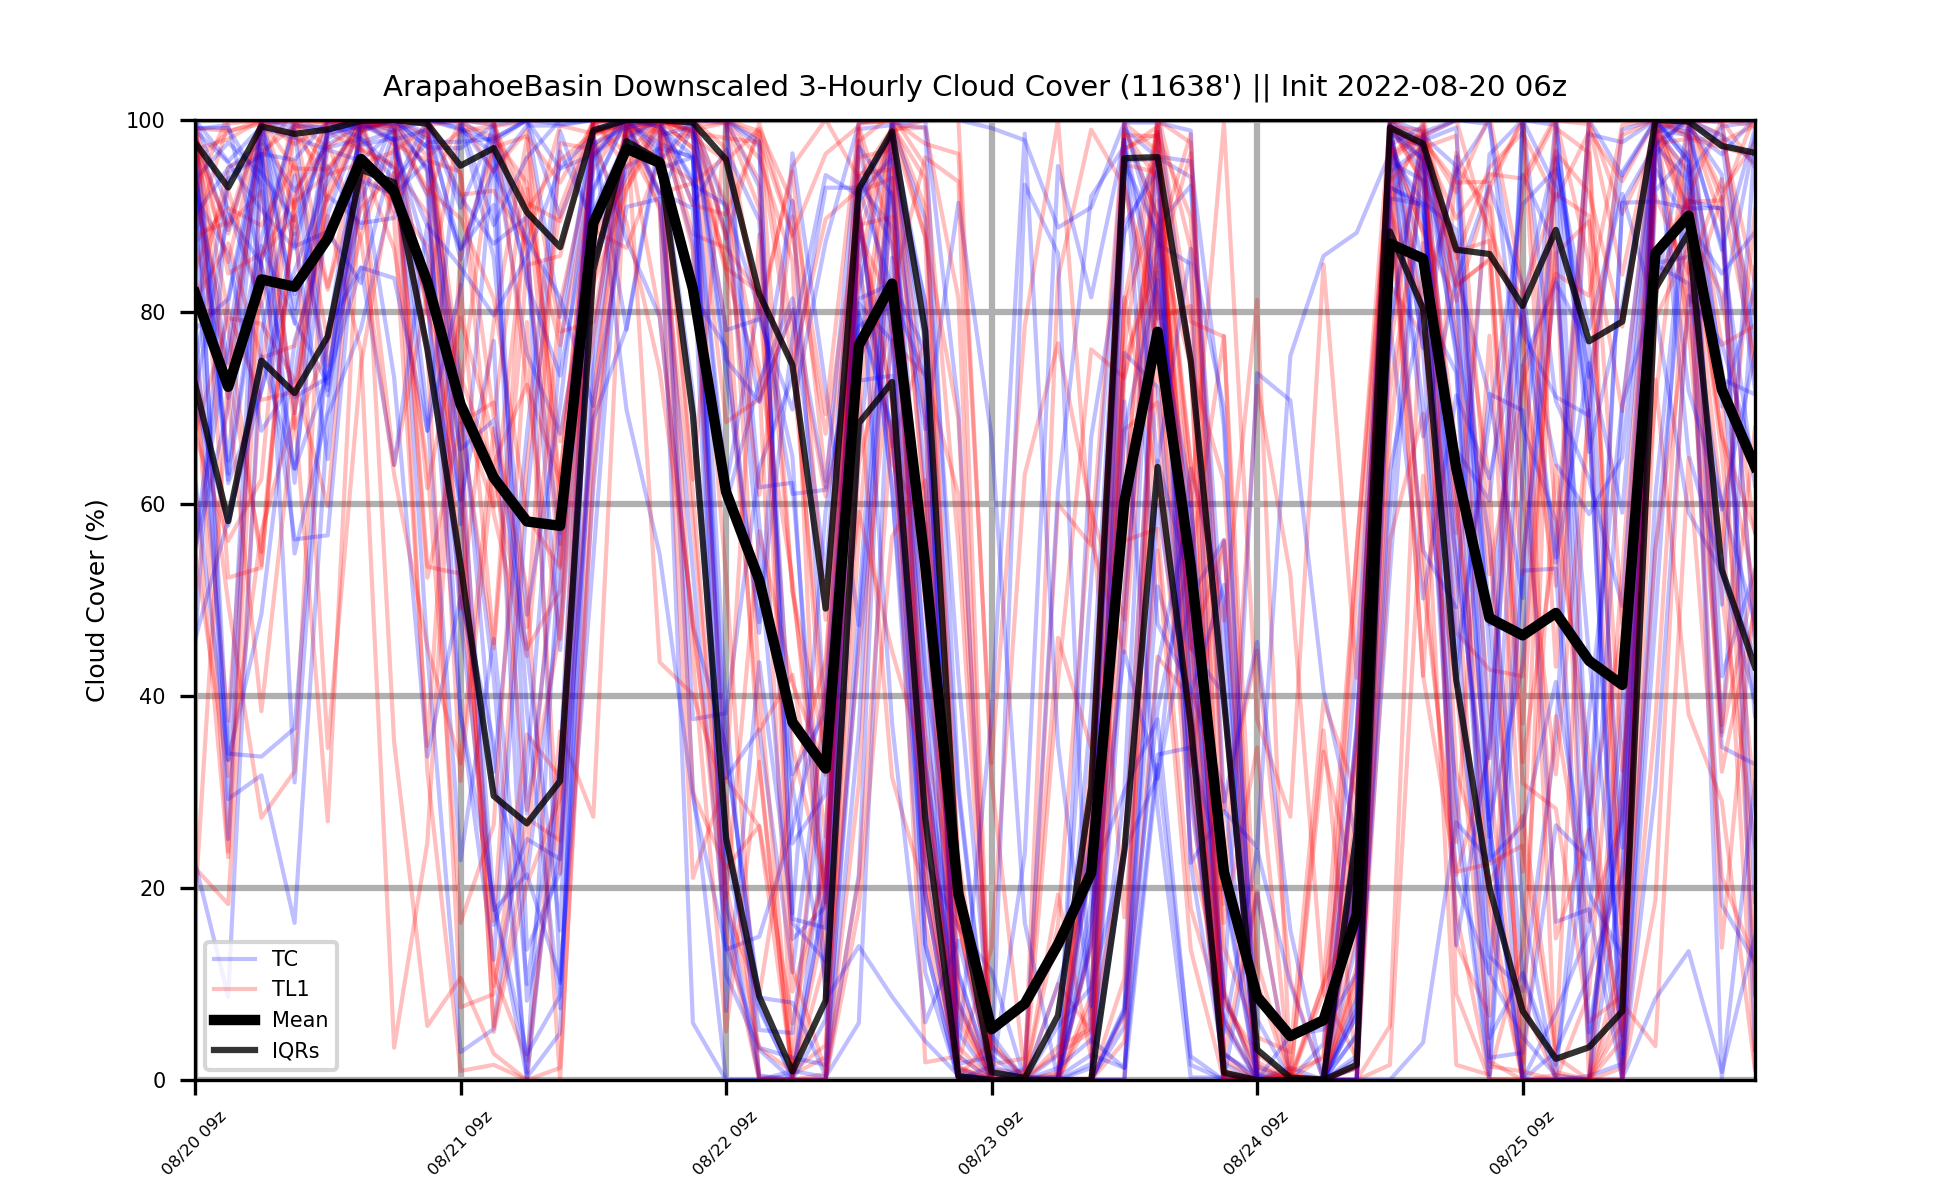 ArapahoeBasin Downscaled 3-Hourly Cloud Cover (11638') || Init 2022-08-20 06z
Cloud Cover (%)
100
80
60
40
20
0
TC
TL1
Mean
IQRs
08/20 09z
08/21 09z
08/22 09z
08/23 09z
08/24 09z
08/25 09z